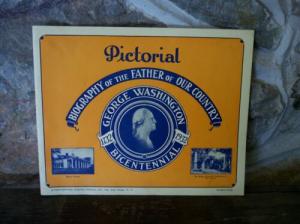 Pictorial
BIOGRAPHY OF THE FATHER OF OUR COUNTRY
GEORGE WASHINGTON
1732 1932
BICENTENNIAL